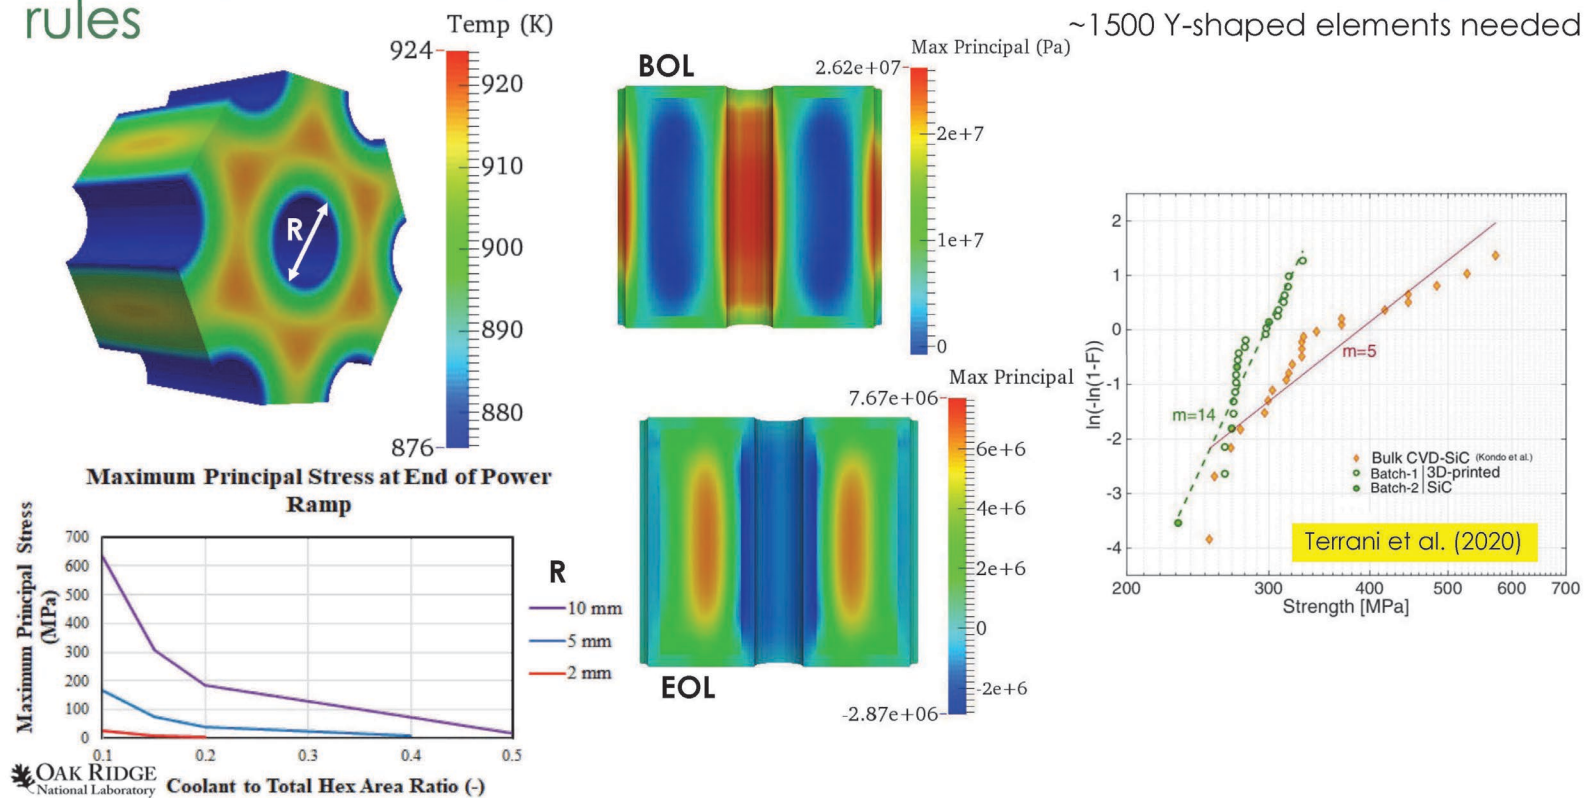 rules
~1500 Y-shaped elements needed
Temp (K)
924
920
910
900
890
880
876
R
BOL
Max Principal (Pa)
2.62e+07
2e+7
1e+7
0
EOL
Max Principal
7.67e+06
6e+6
4e+6
2e+6
0
-2e+6
-2.87e+06
Maximum Principal Stress at End of Power
Ramp
Maximum Principal Stress
(MPa)
700
600
500
400
300
200
100
0
0.1
0.2
0.3
0.4
0.5
Coolant to Total Hex Area Ratio (-)
R
10 mm
5 mm
2 mm
OAK RIDGE
National Laboratory
ln(-ln(1-F))
2
1
0
-1
-2
-3
-4
m=5
m=14
Bulk CVD-SiC (Kondo et al.)
Batch-1 | 3D-printed
Batch-2 | SiC
Terrani et al. (2020)
200
300
400
500
600
700
Strength [MPa]